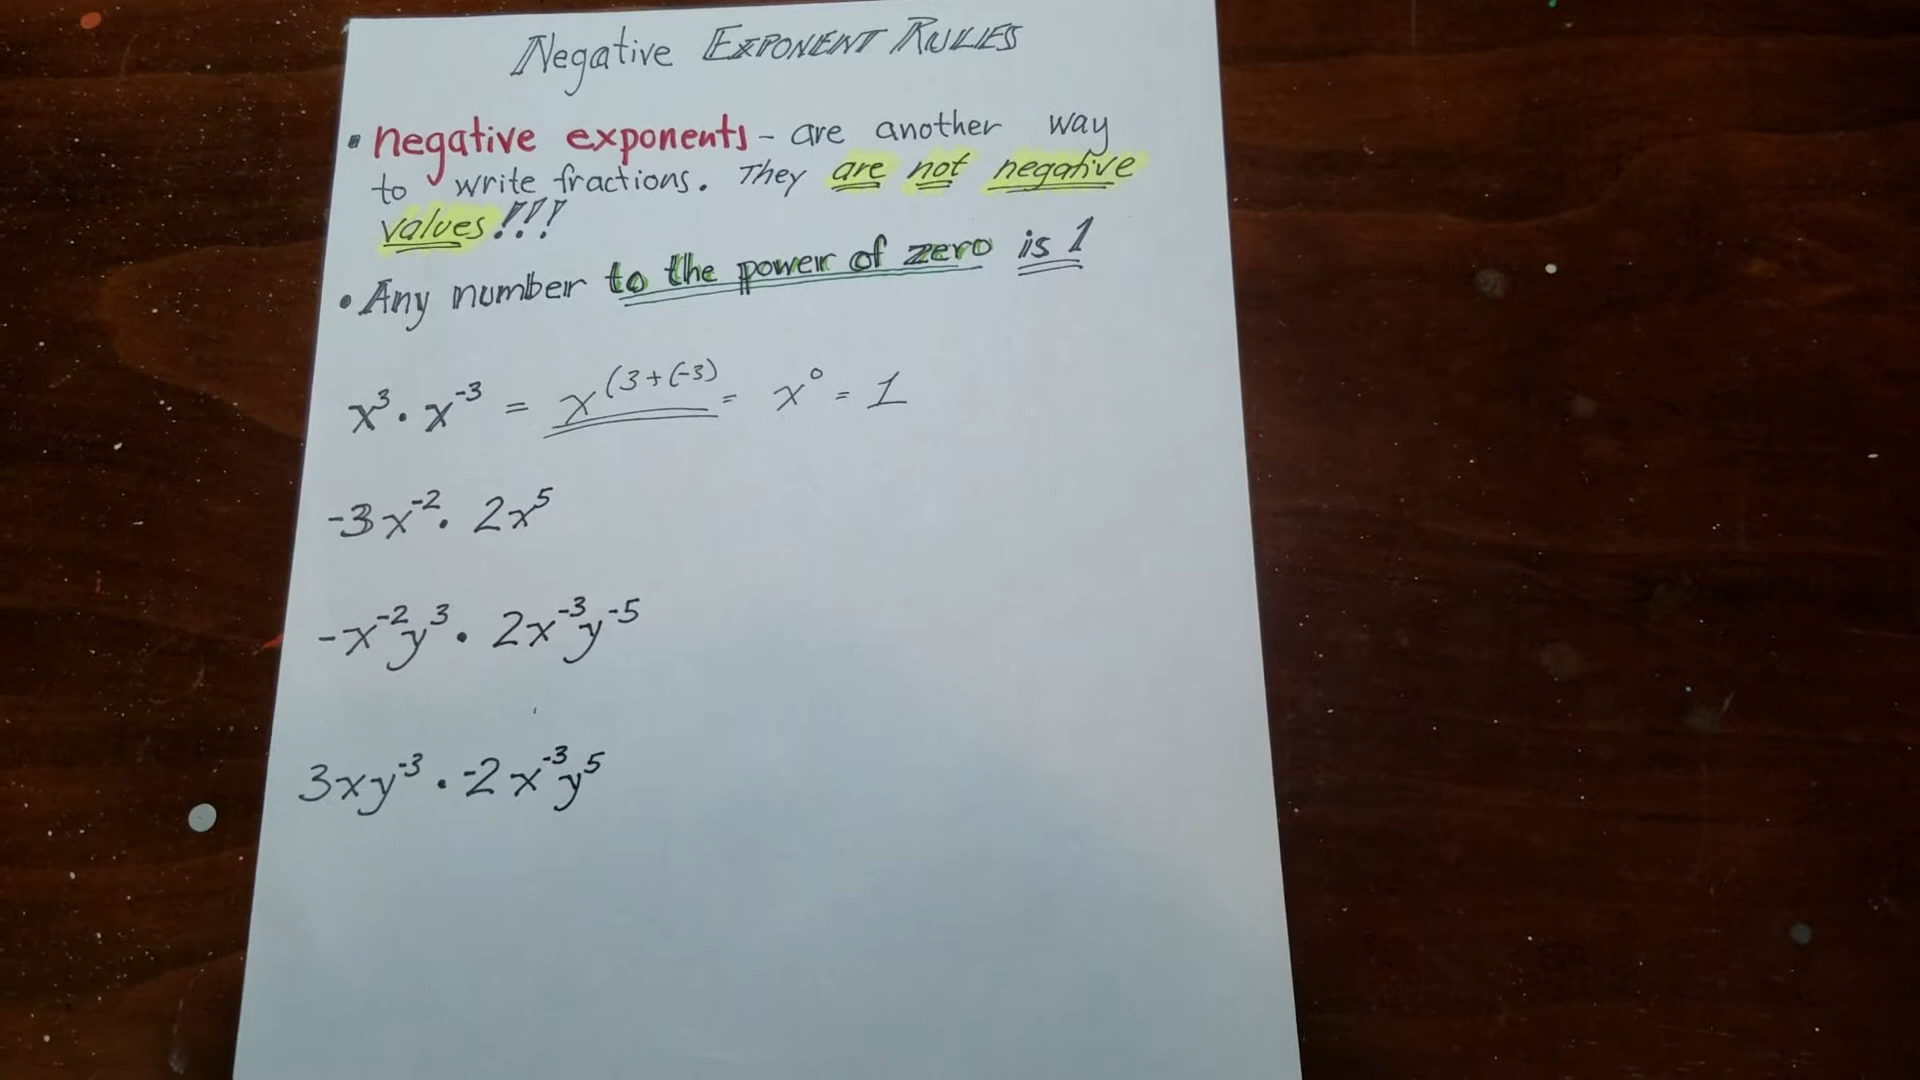 Negative EXPONENT RULES
• negative exponents - are another way
to write fractions. They are not negative
values!!!
• Any number to the power of zero is 1
x³ · x⁻³ = x⁽³⁺⁽⁻³⁾ = x⁰ = 1
-3x⁻² · 2x⁵
-x⁻²y³ · 2x⁻³y⁻⁵
3xy⁻³ · -2x⁻³y⁵